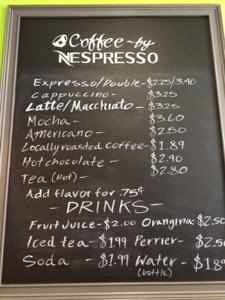 Coffee - by
NESPRESSO
Expresso/Double - $2.25/3.40
Cappuccino - $3.25
Latte/Macchiato - $3.25
Mocha - $3.60
Americano - $2.50
Locally roasted coffee - $1.89
Hot chocolate - $2.40
Tea (Hot) - $2.80
Add flavor for .75¢
- DRINKS -
Fruit Juice - $2.00 Orangina $2.50
Iced tea - $1.99 Perrier - $2.50
Soda - $1.99 Water - $1.89
(bottle)